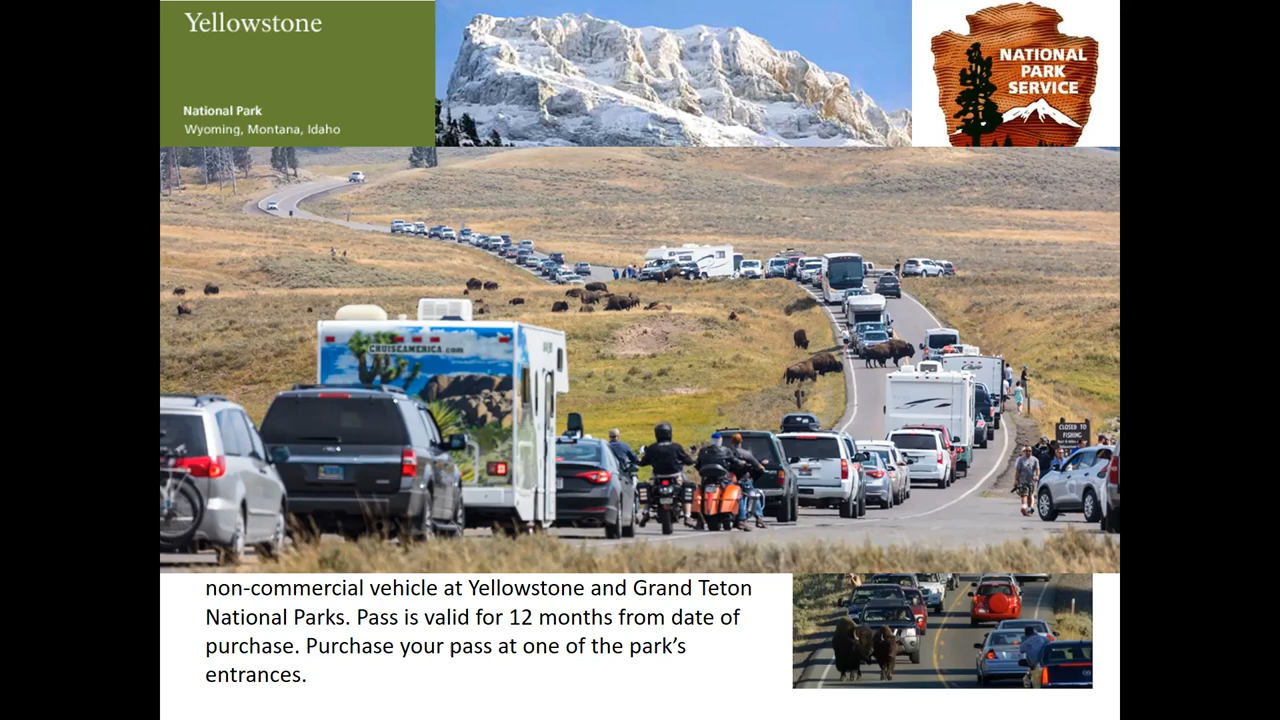 Yellowstone
National Park
Wyoming, Montana, Idaho
NATIONAL
PARK
SERVICE
CRUISEAMERICA.com
CLOSED TO
FISHING
non-commercial vehicle at Yellowstone and Grand Teton
National Parks. Pass is valid for 12 months from date of
purchase. Purchase your pass at one of the park’s
entrances.